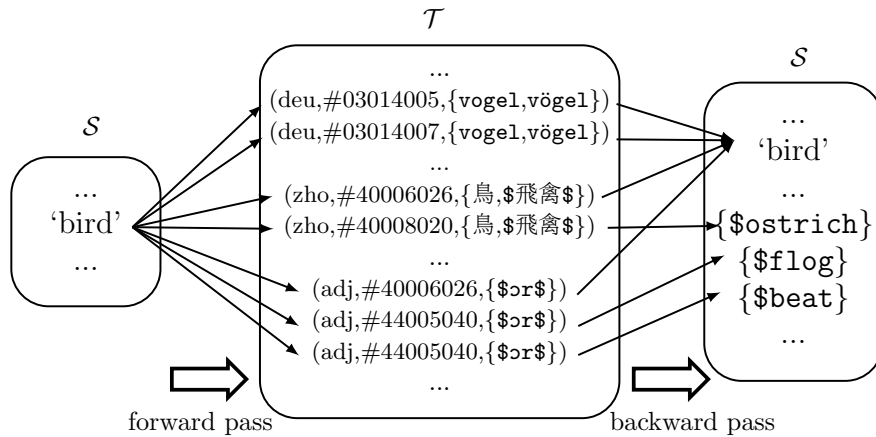 𝒯
...
(deu,#03014005,{vogel,vögel})
(deu,#03014007,{vogel,vögel})
...
(zho,#40006026,{鳥,$飛禽$})
(zho,#40008020,{鳥,$飛禽$})
...
(adj,#40006026,{$ɔr$})
(adj,#44005040,{$ɔr$})
(adj,#44005040,{$ɔr$})
...
𝒮
...
‘bird’
...
𝒮
...
‘bird’
...
{$ostrich}
{$flog}
{$beat}
...
forward pass
backward pass